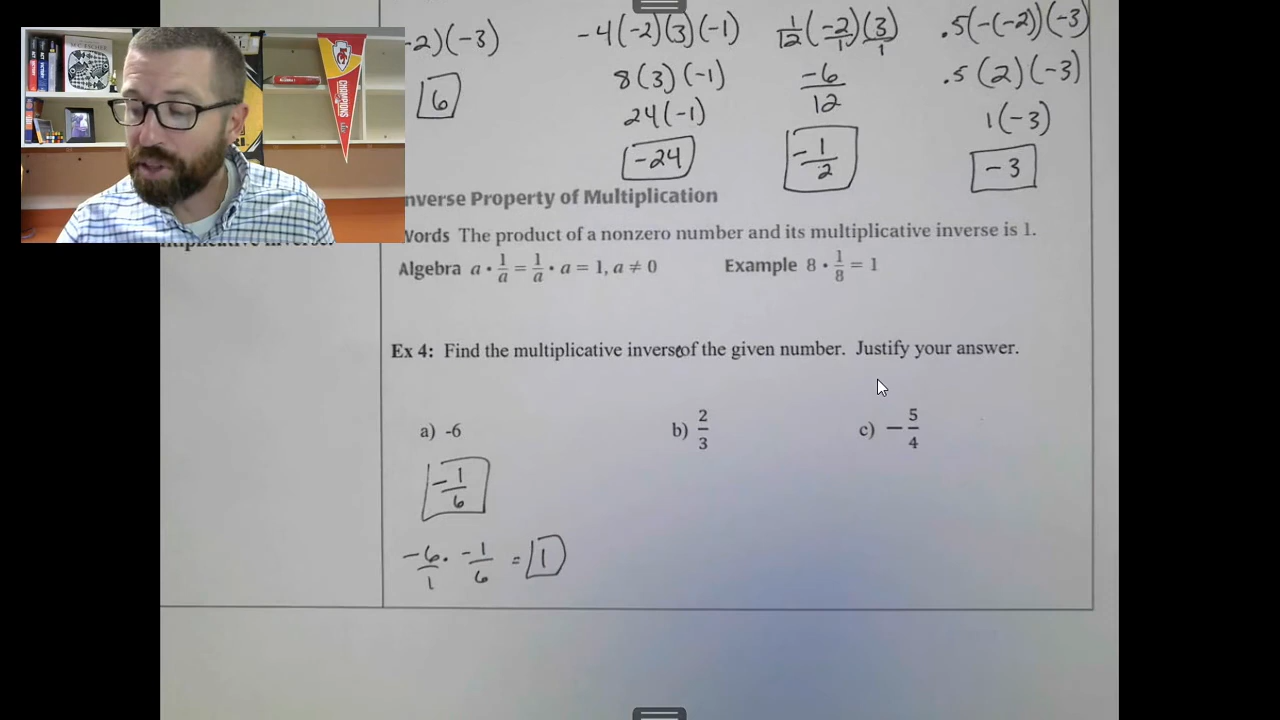 -2)(-3)
6
-4(-2)(3)(-1)
8(3)(-1)
24(-1)
-24
1/12(-2/1)(3/1)
-6/12
-1/2
.5(-(-2))(-3)
.5(2)(-3)
1(-3)
-3
M.C. ESCHER
CHAMPIONS
nverse Property of Multiplication
Words The product of a nonzero number and its multiplicative inverse is 1.
Algebra a · 1/a = 1/a · a = 1, a ≠ 0 Example 8 · 1/8 = 1
Ex 4: Find the multiplicative inverse of the given number. Justify your answer.
a) -6 b) 2/3 c) -5/4
-1/6
-6/1 · -1/6 = 1